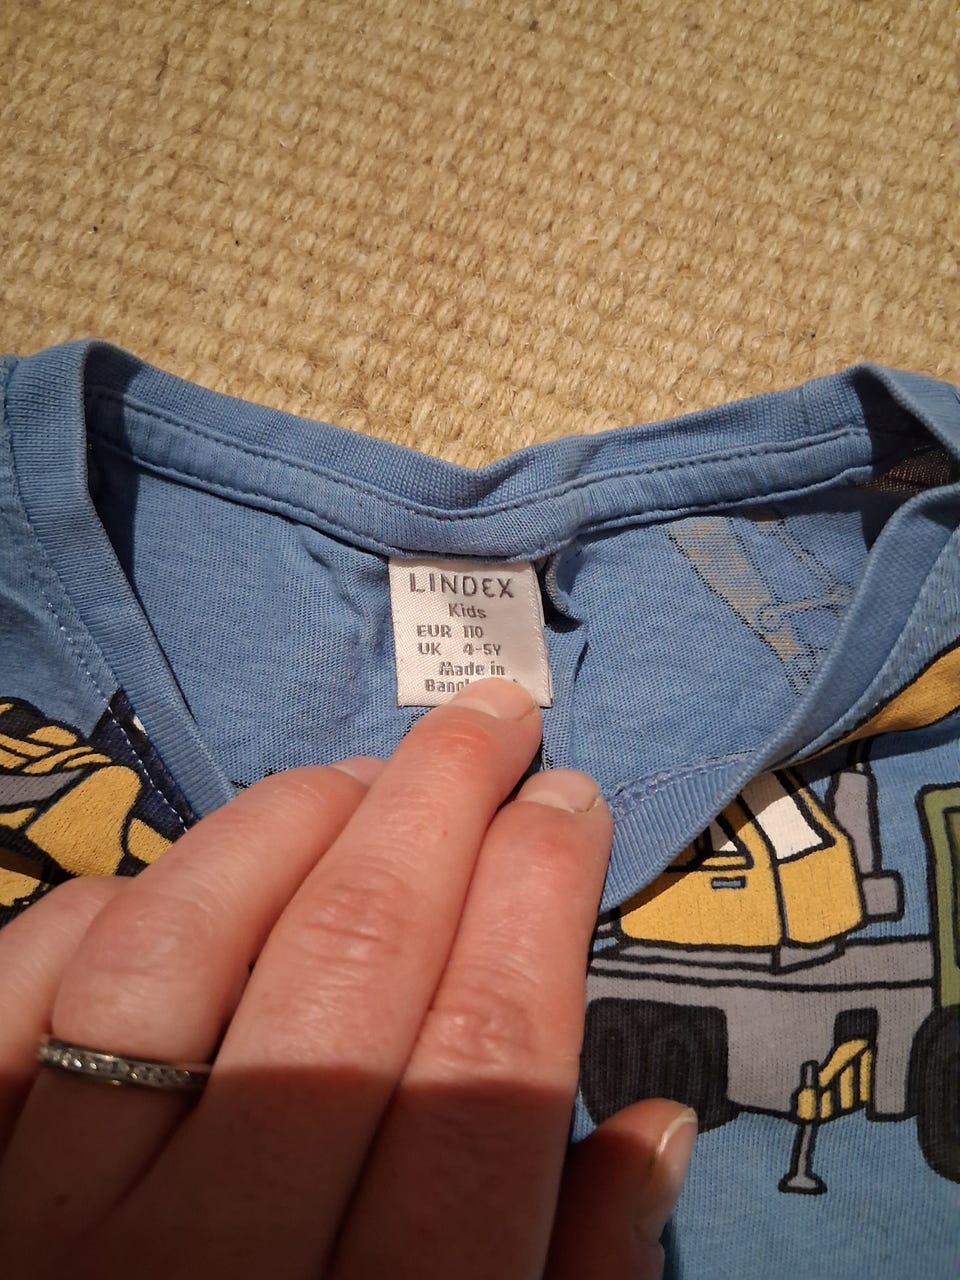 LINDEX
Kids
EUR 110
UK 4-5Y
Made in